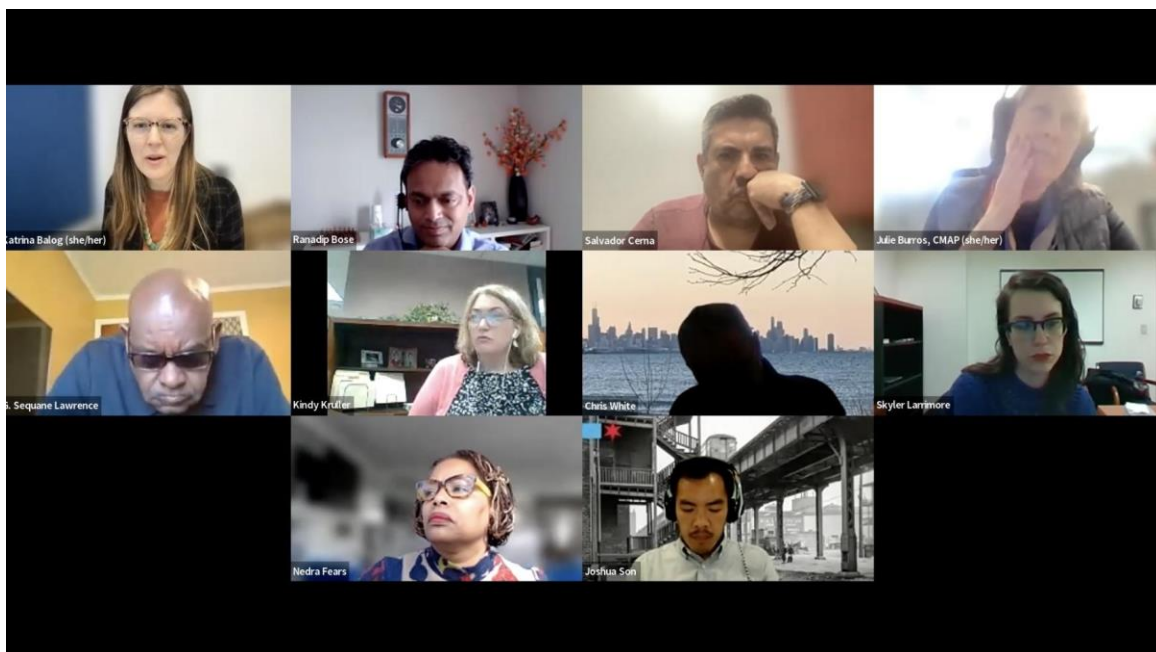 Katrina Balog (she/her)
Ranadip Bose
Salvador Cerna
Julie Burros, CMAP (she/her)
G. Sequane Lawrence
Kindy Kruller
Chris White
Skyler Larrimore
Nedra Fears
Joshua Son